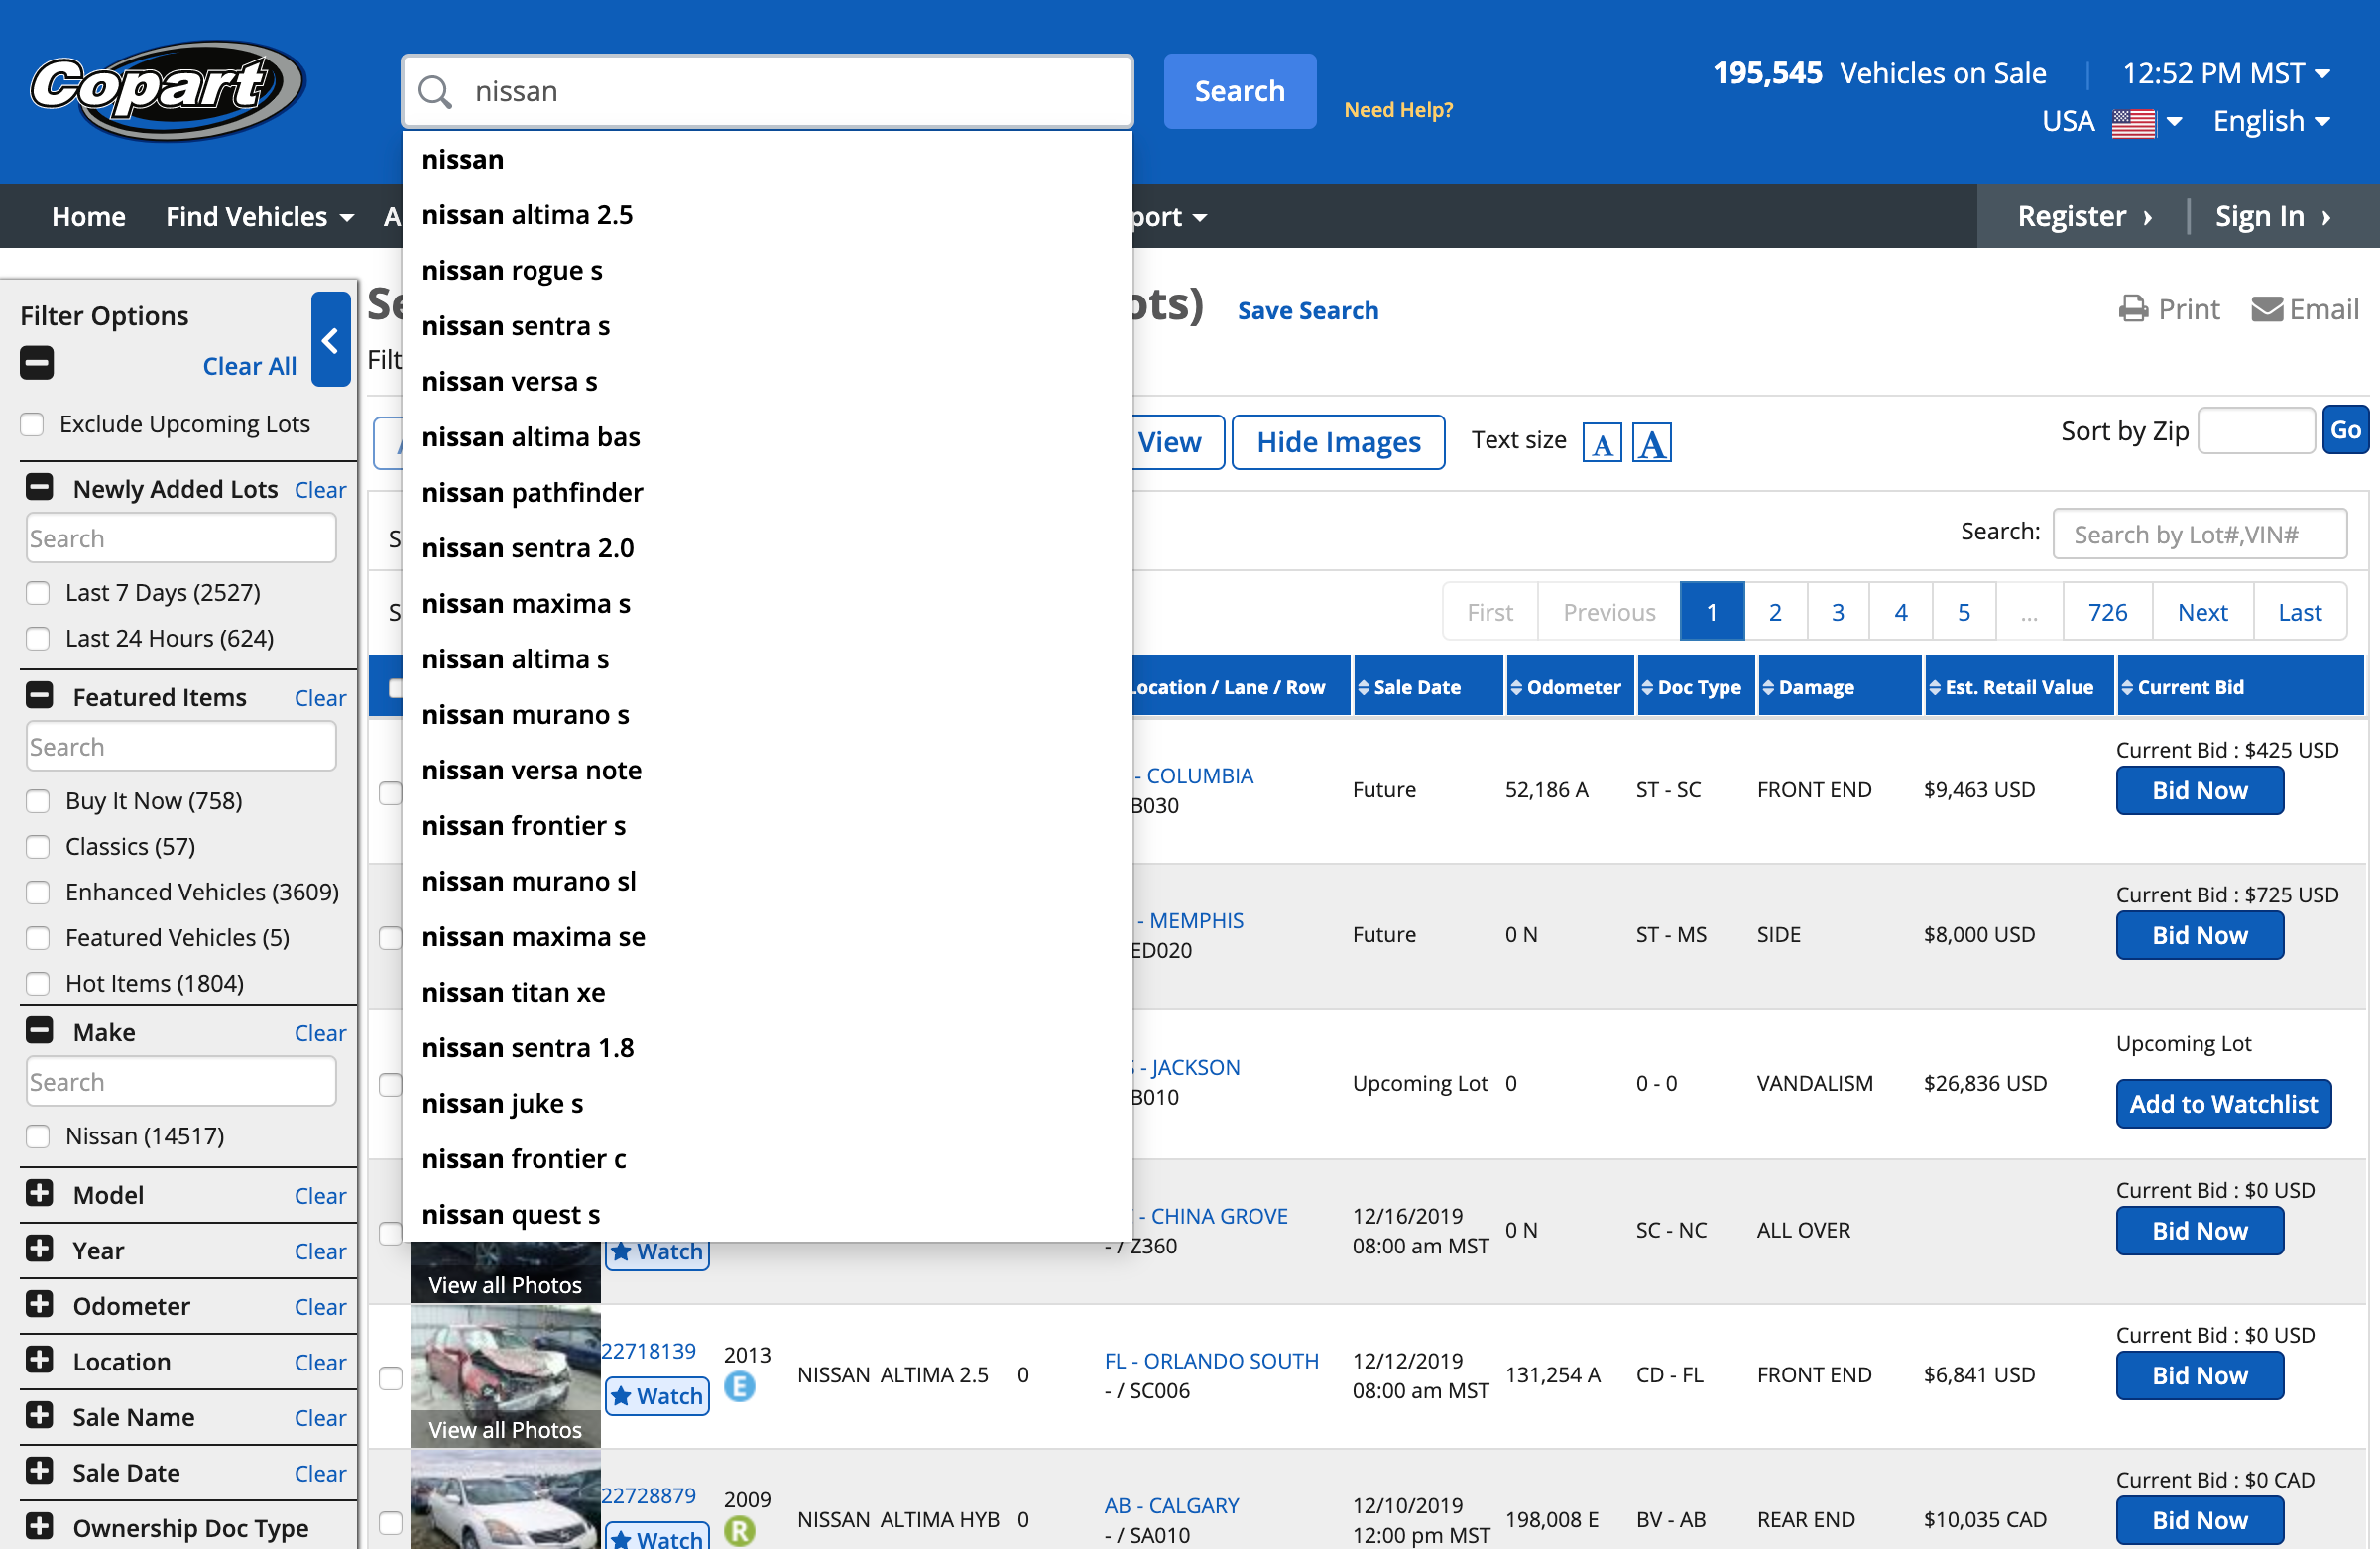 Copart
nissan
Search
Need Help?
195,545 Vehicles on Sale
12:52 PM MST
USA
English
Home
Find Vehicles
A
port
Register ›
Sign In ›
nissan
nissan altima 2.5
nissan rogue s
nissan sentra s
nissan versa s
nissan altima bas
nissan pathfinder
nissan sentra 2.0
nissan maxima s
nissan altima s
nissan murano s
nissan versa note
nissan frontier s
nissan murano sl
nissan maxima se
nissan titan xe
nissan sentra 1.8
nissan juke s
nissan frontier c
nissan quest s
Filter Options
Clear All
Exclude Upcoming Lots
Newly Added Lots Clear
Search
Last 7 Days (2527)
Last 24 Hours (624)
Featured Items Clear
Search
Buy It Now (758)
Classics (57)
Enhanced Vehicles (3609)
Featured Vehicles (5)
Hot Items (1804)
Make Clear
Search
Nissan (14517)
Model Clear
Year Clear
Odometer Clear
Location Clear
Sale Name Clear
Sale Date Clear
Ownership Doc Type
Se
ots)
Save Search
Print
Email
Filt
View
Hide Images
Text size A A
Sort by Zip
Go
S
Search: Search by Lot#,VIN#
S
First Previous 1 2 3 4 5 ... 726 Next Last
Location / Lane / Row Sale Date Odometer Doc Type Damage Est. Retail Value Current Bid
- COLUMBIA
B030
Future 52,186 A ST - SC FRONT END $9,463 USD
Current Bid : $425 USD
Bid Now
- MEMPHIS
ED020
Future 0 N ST - MS SIDE $8,000 USD
Current Bid : $725 USD
Bid Now
- JACKSON
B010
Upcoming Lot 0 0 - 0 VANDALISM $26,836 USD
Upcoming Lot
Add to Watchlist
View all Photos
Watch
- CHINA GROVE
- / Z360
12/16/2019
08:00 am MST
0 N SC - NC ALL OVER
Current Bid : $0 USD
Bid Now
View all Photos
22718139
Watch
2013
E
NISSAN ALTIMA 2.5 0
FL - ORLANDO SOUTH
- / SC006
12/12/2019
08:00 am MST
131,254 A CD - FL FRONT END $6,841 USD
Current Bid : $0 USD
Bid Now
22728879
Watch
2009
R
NISSAN ALTIMA HYB 0
AB - CALGARY
- / SA010
12/10/2019
12:00 pm MST
198,008 E BV - AB REAR END $10,035 CAD
Current Bid : $0 CAD
Bid Now